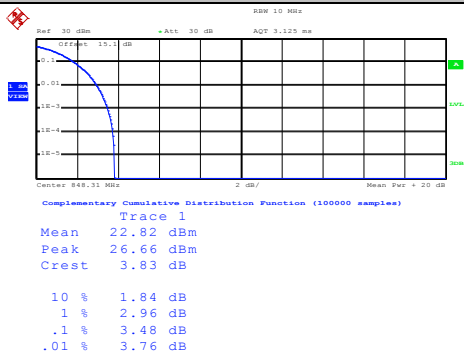 RBW 10 MHz
Ref 30 dBm Att 30 dB AQT 3.125 ms
Offset 15.1 dB
0.1
A
0.01
1 SA
VIEW
1E-3
LVL
1E-4
1E-5
3DB
Center 848.31 MHz 2 dB/ Mean Pwr + 20 dB
Complementary Cumulative Distribution Function (100000 samples)
Trace 1
Mean 22.82 dBm
Peak 26.66 dBm
Crest 3.83 dB
10 % 1.84 dB
1 % 2.96 dB
.1 % 3.48 dB
.01 % 3.76 dB